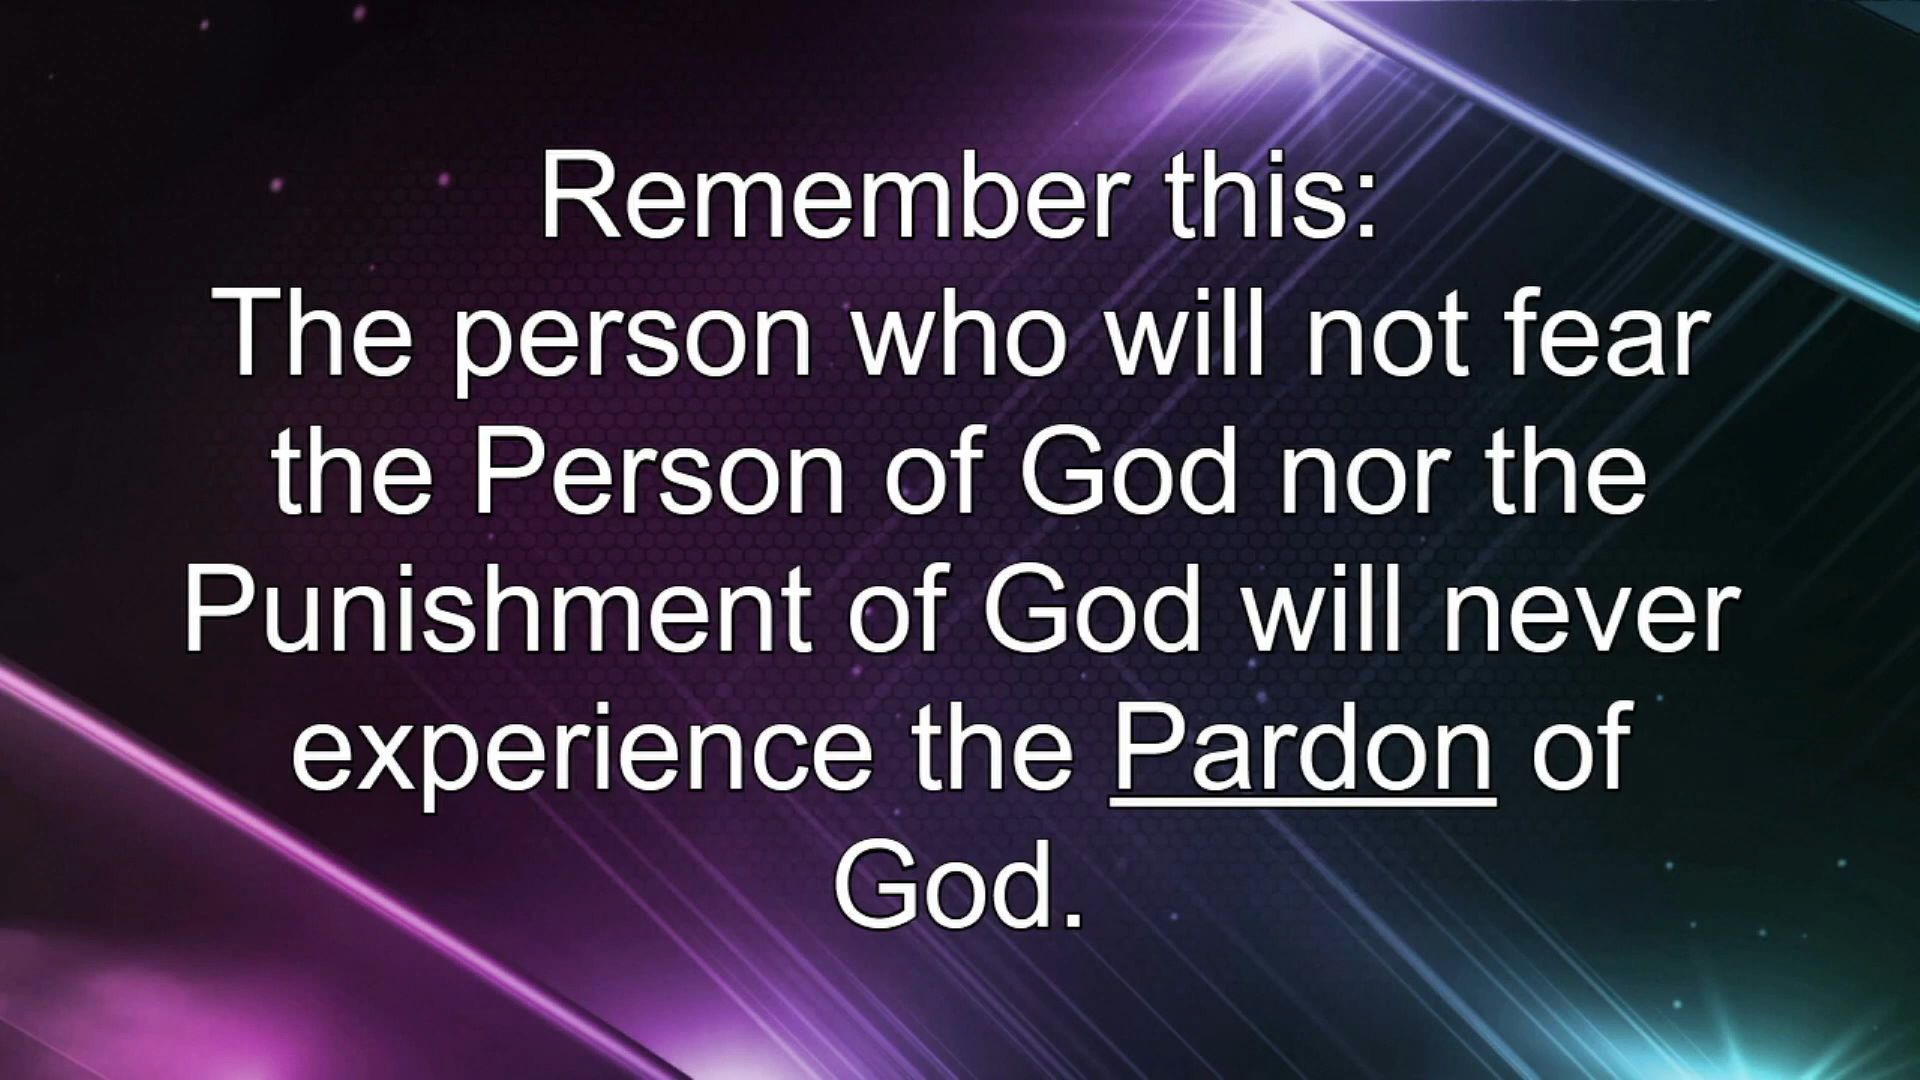 Remember this:
The person who will not fear
the Person of God nor the
Punishment of God will never
experience the Pardon of
God.